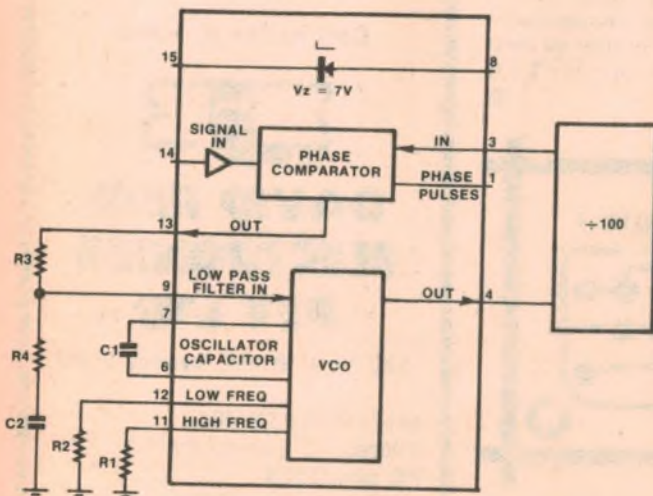 15
8
Vz = 7V
SIGNAL
IN
14
PHASE
COMPARATOR
IN
3
PHASE
PULSES
1
÷100
13
OUT
R3
9
LOW PASS
FILTER IN
OUT
4
7
C1
OSCILLATOR
CAPACITOR
VCO
6
R4
12
LOW FREQ
11
HIGH FREQ
C2
R2
R1